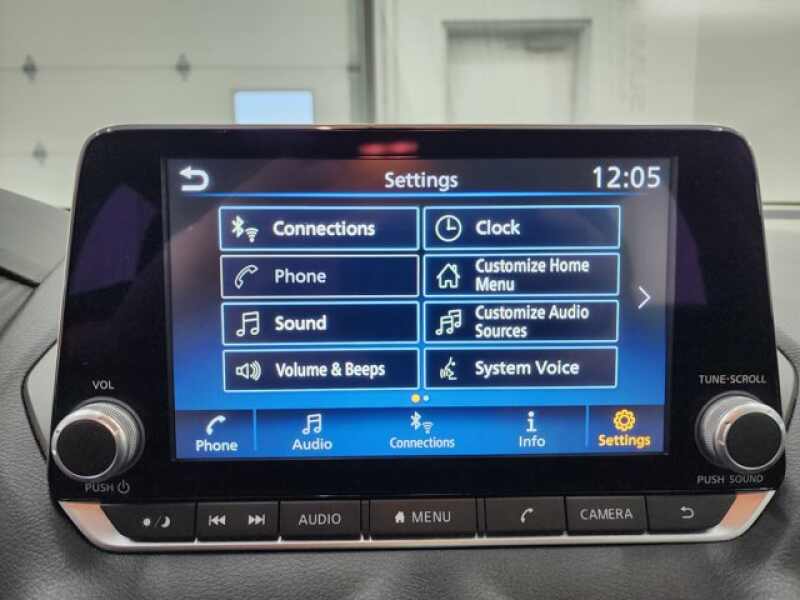 Settings
12:05
Connections
Clock
Phone
Customize Home
Menu
Sound
Customize Audio
Sources
Volume & Beeps
System Voice
Phone
Audio
Connections
Info
Settings
VOL
PUSH
TUNE·SCROLL
PUSH SOUND
AUDIO
MENU
CAMERA